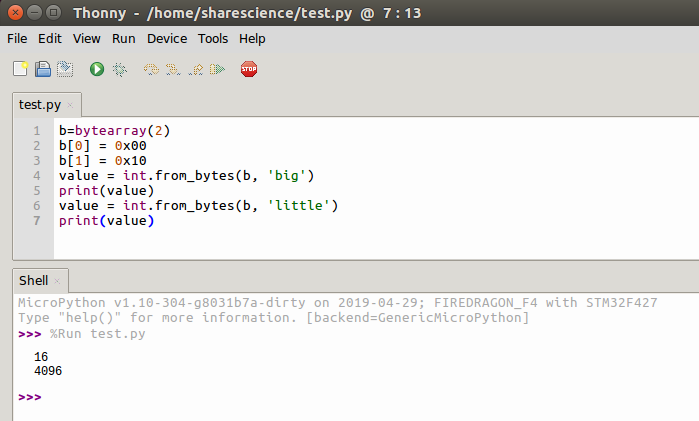 Thonny - /home/sharescience/test.py @ 7 : 13
File Edit View Run Device Tools Help
STOP
test.py ×
1 b=bytearray(2)
2 b[0] = 0x00
3 b[1] = 0x10
4 value = int.from_bytes(b, 'big')
5 print(value)
6 value = int.from_bytes(b, 'little')
7 print(value)
Shell ×
MicroPython v1.10-304-g8031b7a-dirty on 2019-04-29; FIREDRAGON_F4 with STM32F427
Type "help()" for more information. [backend=GenericMicroPython]
>>> %Run test.py
16
4096
>>>